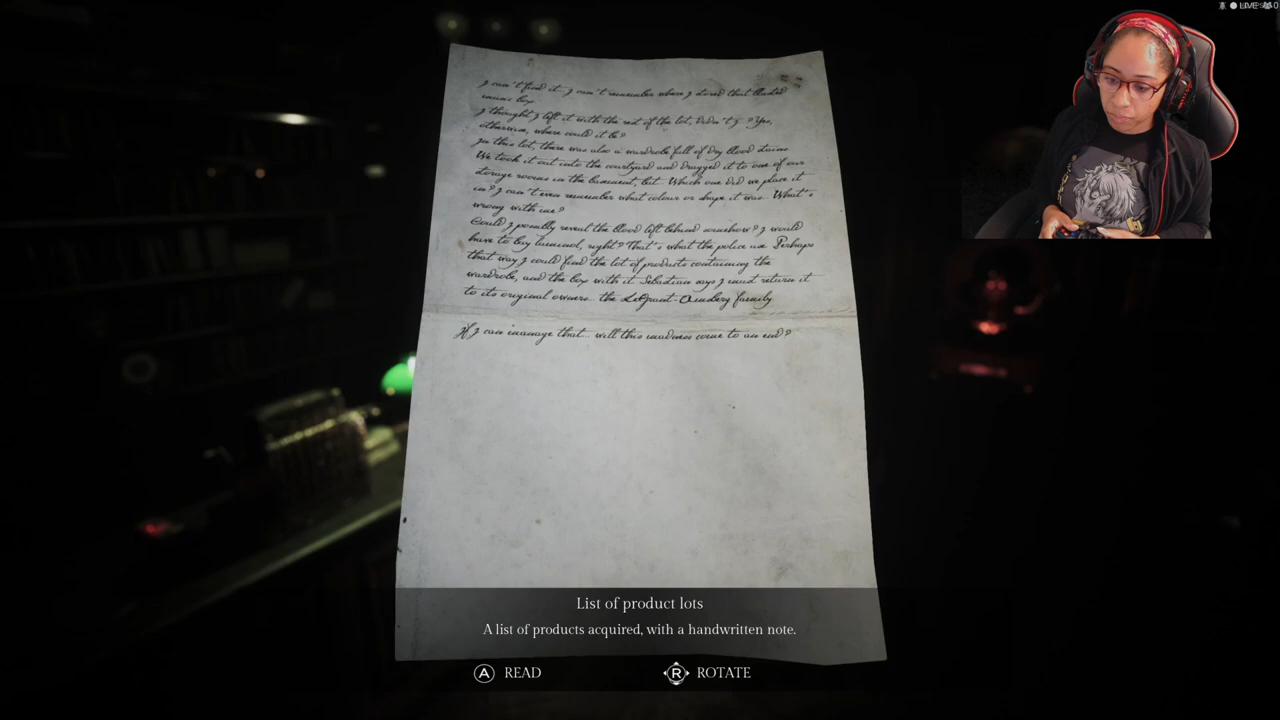 LIVE
I can't find it... I can't remember where I stored that
music box
I thought I left it with the rest of the lot, didn't I? Yes,
otherwise, where could it be?
In this lot, there was also a wardrobe full of dry blood stains
We took it out into the courtyard and dragged it to one of our
storage rooms in the basement, but... Which one did we place it
in? I can't even remember what colour or shape it was... What's
wrong with me?
Could I possibly reveal the blood left behind somehow? I would
have to buy luminol, right? That's what the police use. Perhaps
that way I could find the lot of products containing the
wardrobe, and the box with it. Sebastian says I must return it
to its original owners... the family
If I can manage that... will this madness come to an end?
List of product lots
A list of products acquired, with a handwritten note.
A READ R ROTATE